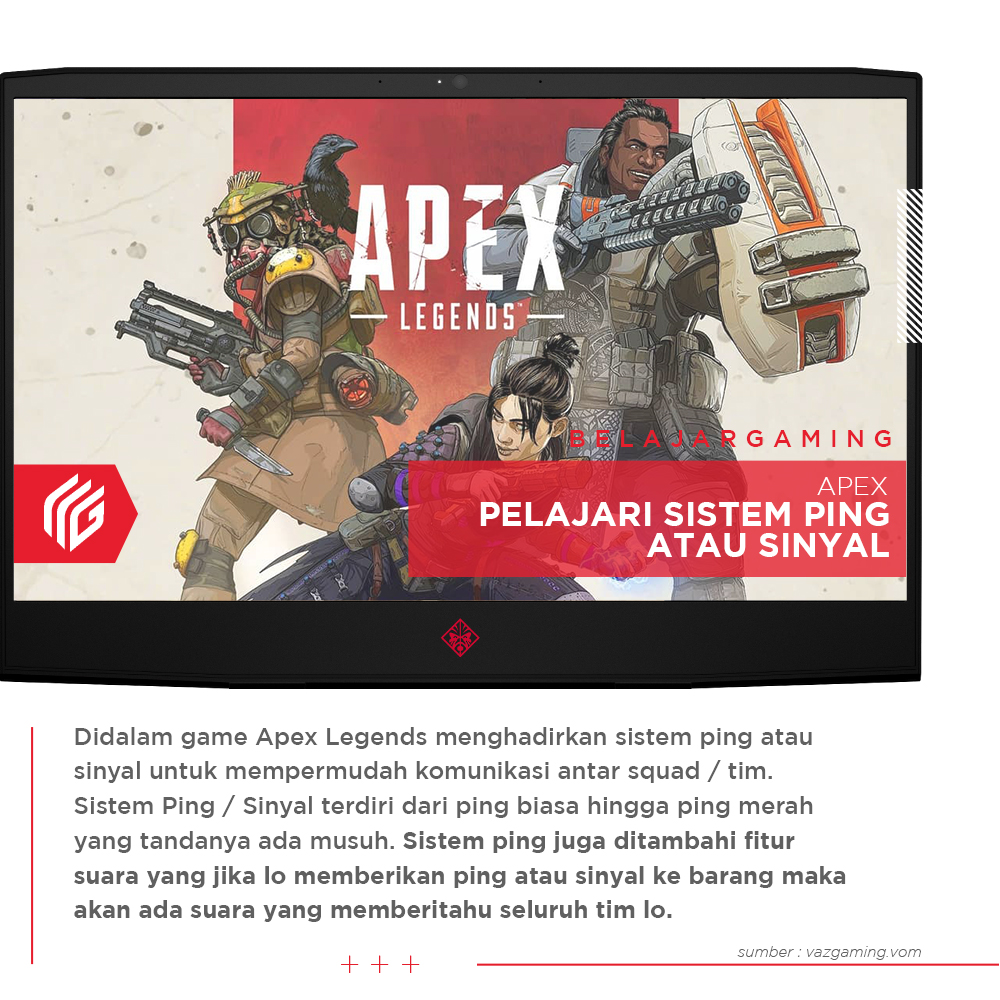 APEX
LEGENDS™
BELAJARGAMING
APEX
PELAJARI SISTEM PING
ATAU SINYAL
Didalam game Apex Legends menghadirkan sistem ping atau
sinyal untuk mempermudah komunikasi antar squad / tim.
Sistem Ping / Sinyal terdiri dari ping biasa hingga ping merah
yang tandanya ada musuh. Sistem ping juga ditambahi fitur
suara yang jika lo memberikan ping atau sinyal ke barang maka
akan ada suara yang memberitahu seluruh tim lo.
sumber : vazgaming.vom